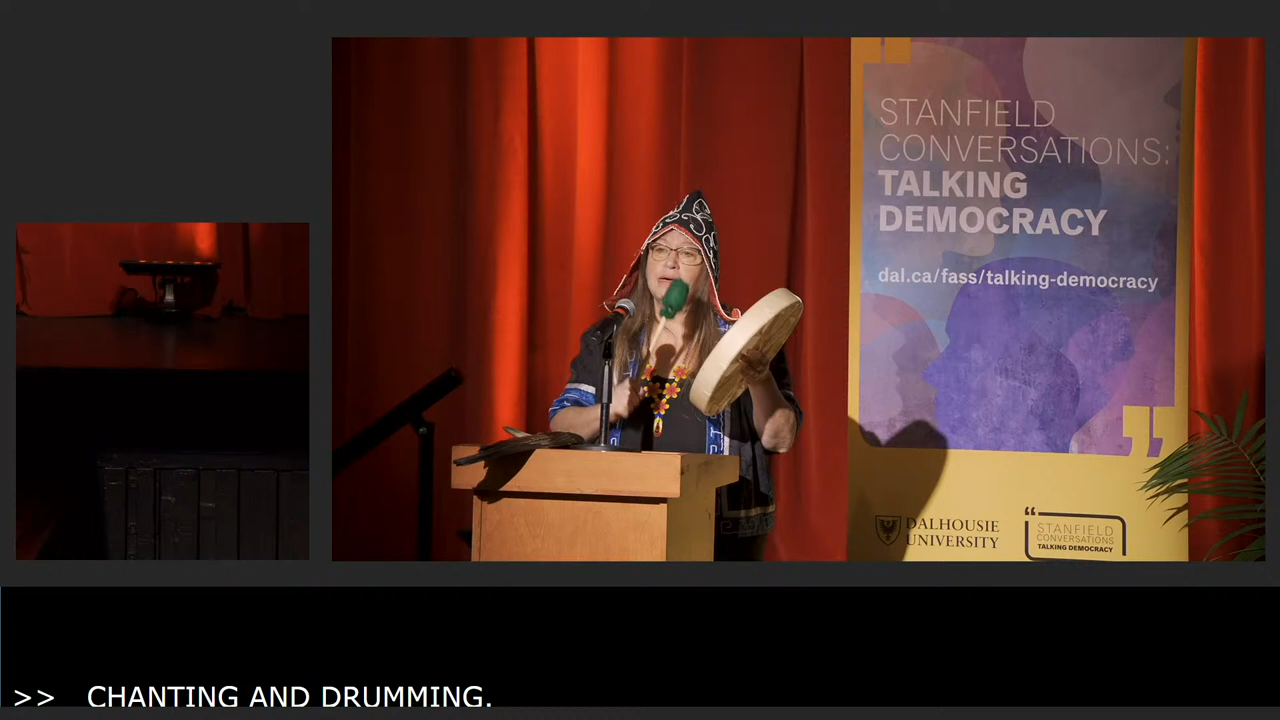 STANFIELD
CONVERSATIONS:
TALKING
DEMOCRACY
dal.ca/fass/talking-democracy
DALHOUSIE
UNIVERSITY
STANFIELD
CONVERSATIONS
TALKING DEMOCRACY
>> CHANTING AND DRUMMING.